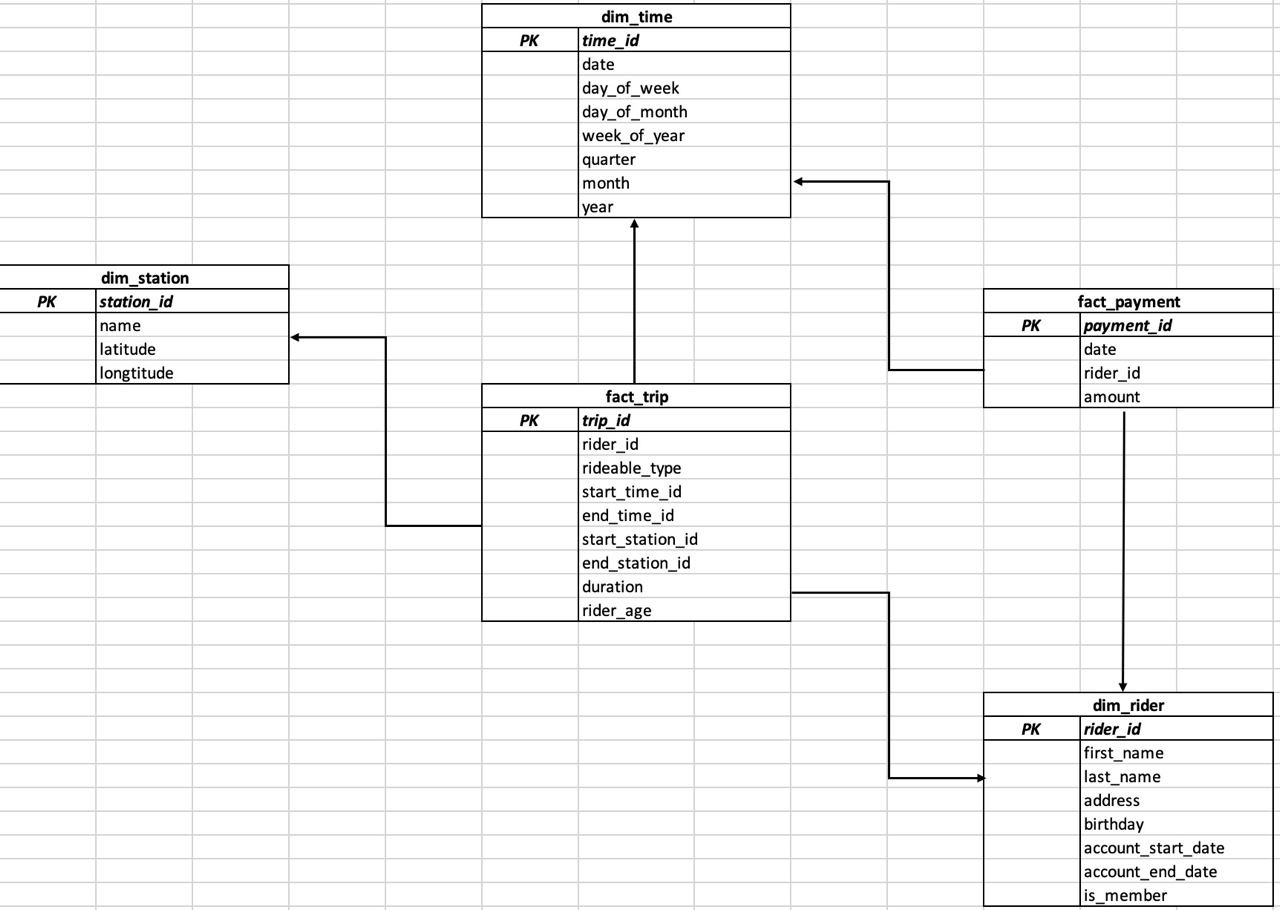 dim_time
PK time_id
date
day_of_week
day_of_month
week_of_year
quarter
month
year
dim_station
PK station_id
name
latitude
longtitude
fact_payment
PK payment_id
date
rider_id
amount
fact_trip
PK trip_id
rider_id
rideable_type
start_time_id
end_time_id
start_station_id
end_station_id
duration
rider_age
dim_rider
PK rider_id
first_name
last_name
address
birthday
account_start_date
account_end_date
is_member